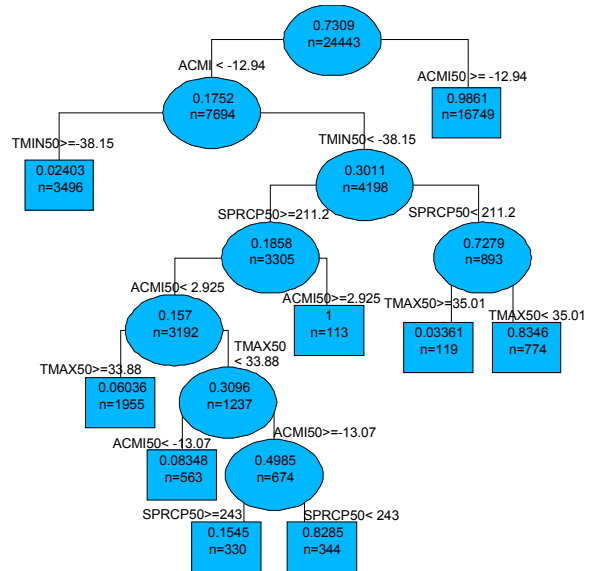 0.7309
n=24443
ACMI < -12.94
ACMI50 >= -12.94
0.1752
n=7694
0.9861
n=16749
TMIN50>=-38.15
TMIN50< -38.15
0.02403
n=3496
0.3011
n=4198
SPRCP50>=211.2
SPRCP50< 211.2
0.1858
n=3305
0.7279
n=893
ACMI50< 2.925
ACMI50>=2.925
TMAX50>=35.01
TMAX50< 35.01
0.157
n=3192
1
n=113
0.03361
n=119
0.8346
n=774
TMAX50>=33.88
TMAX50
< 33.88
0.06036
n=1955
0.3096
n=1237
ACMI50< -13.07
ACMI50>=-13.07
0.08348
n=563
0.4985
n=674
SPRCP50>=243
SPRCP50< 243
0.1545
n=330
0.8285
n=344